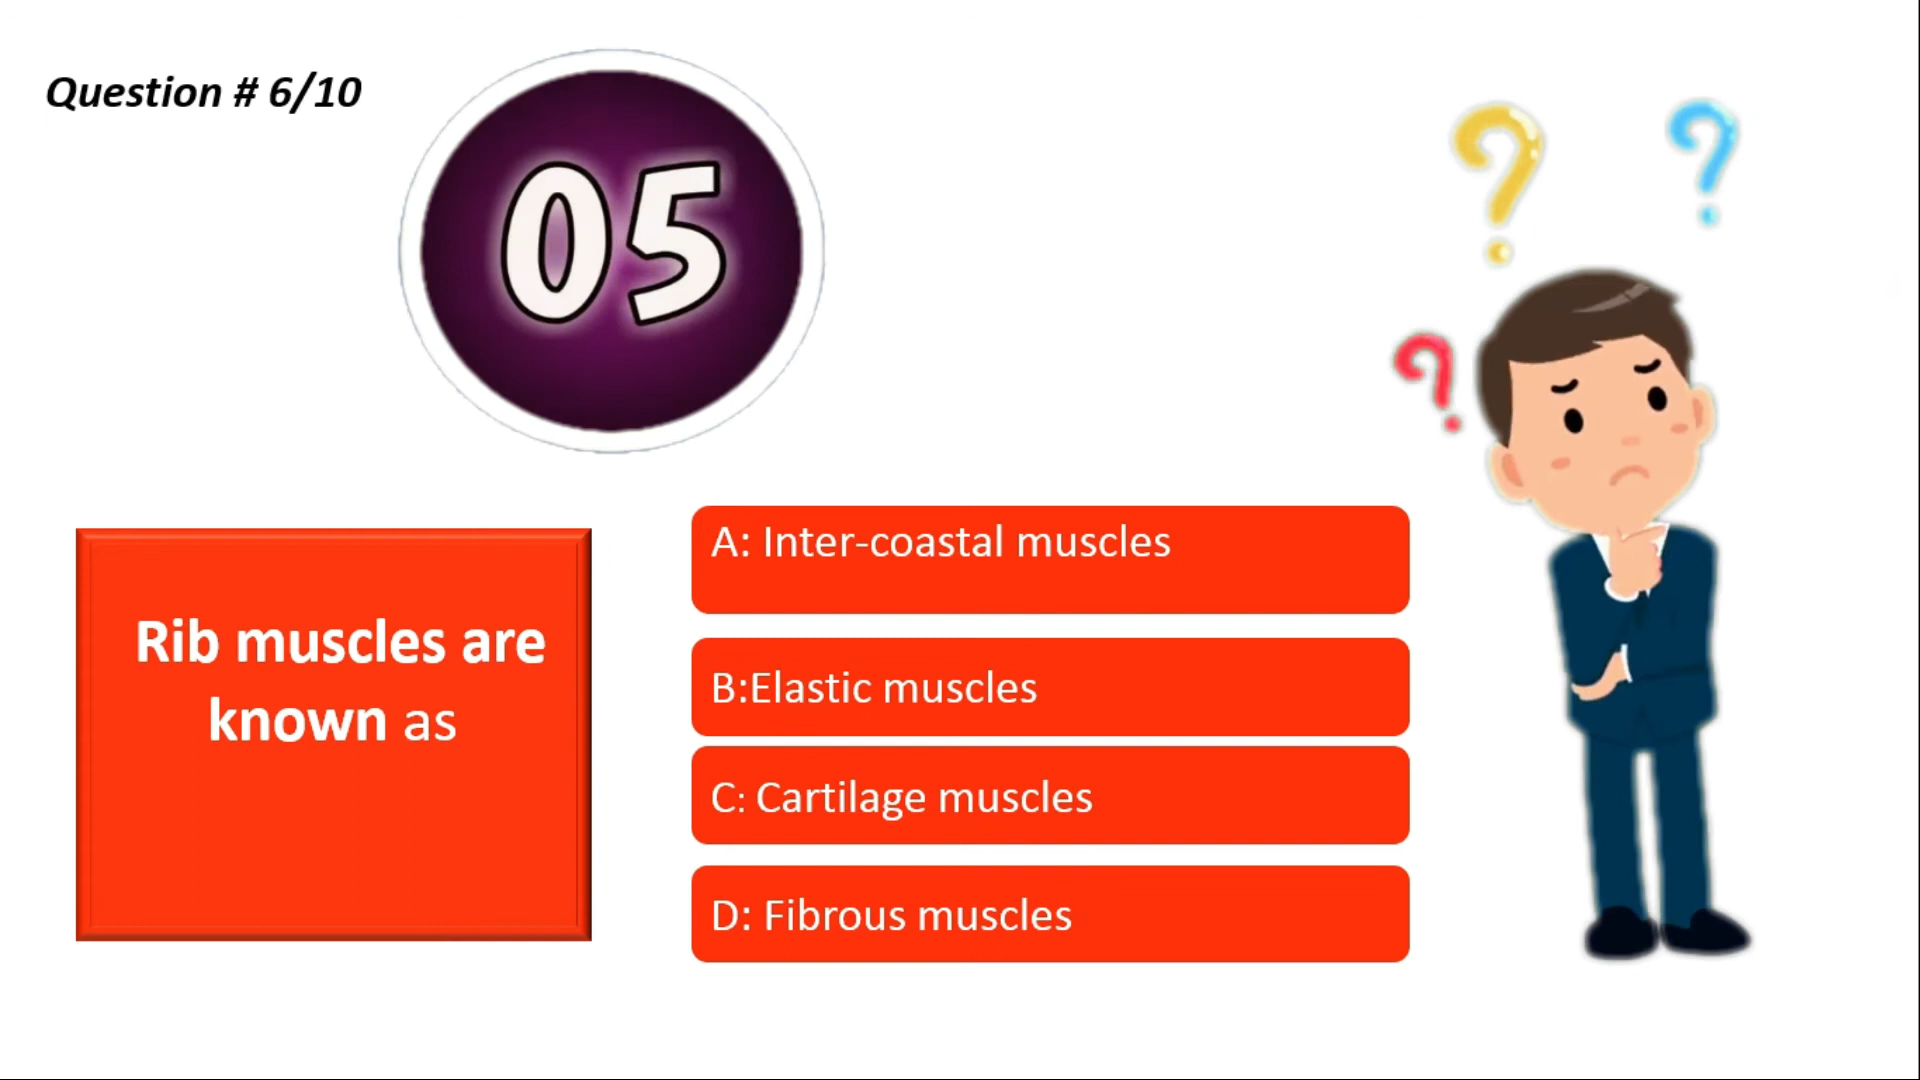 Question # 6/10
05
Rib muscles are
known as
A: Inter-coastal muscles
B:Elastic muscles
C: Cartilage muscles
D: Fibrous muscles